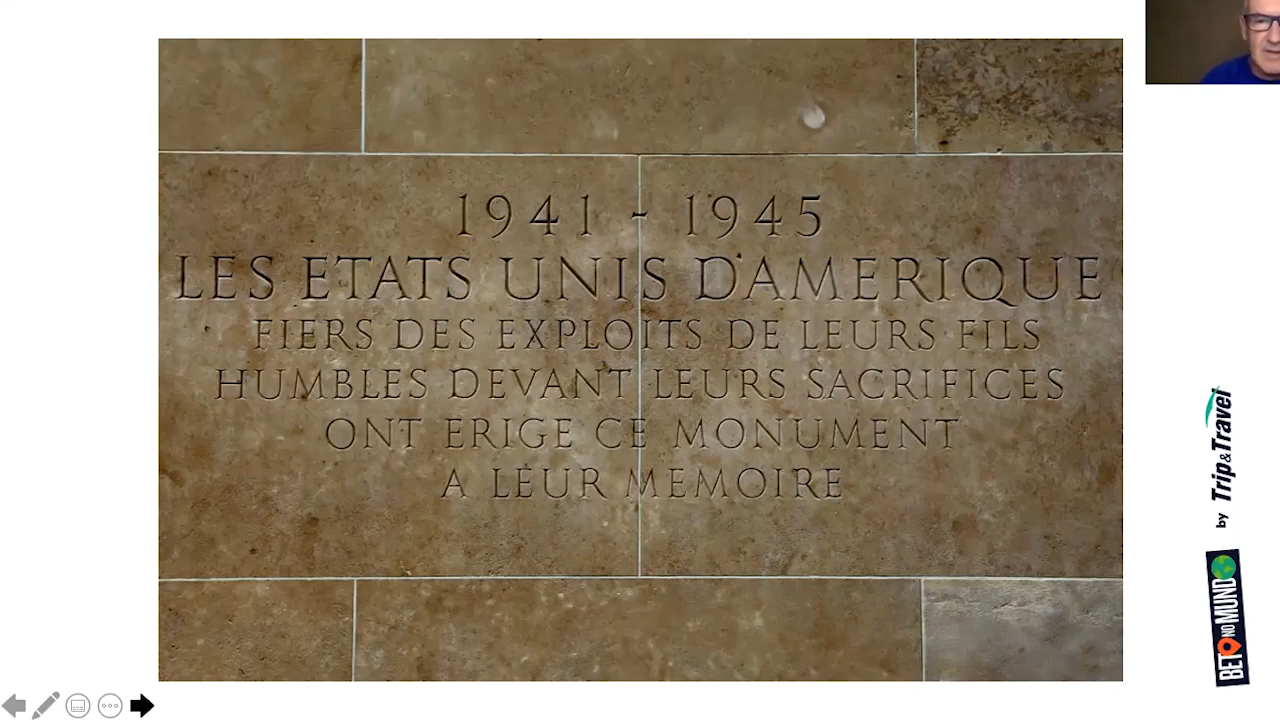 1941 - 1945
LES ETATS UNIS D'AMERIQUE
FIERS DES EXPLOITS DE LEURS FILS
HUMBLES DEVANT LEURS SACRIFICES
ONT ERIGE CE MONUMENT
A LEUR MEMOIRE
by Trip&Travel
BETO NO MUNDO